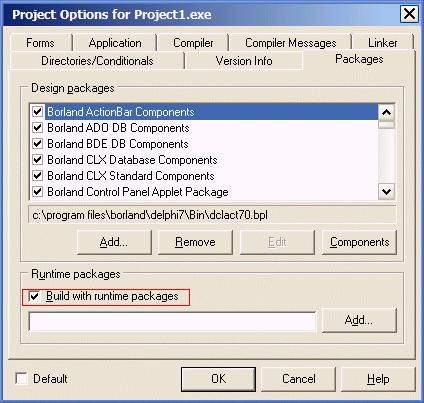 Project Options for Project1.exe
Forms Application Compiler Compiler Messages Linker
Directories/Conditionals Version Info Packages
Design packages
Borland ActionBar Components
Borland ADO DB Components
Borland BDE DB Components
Borland CLX Database Components
Borland CLX Standard Components
Borland Control Panel Applet Package
c:\program files\borland\delphi7\Bin\dclact70.bpl
Add... Remove Edit Components
Runtime packages
Build with runtime packages
Add...
Default OK Cancel Help